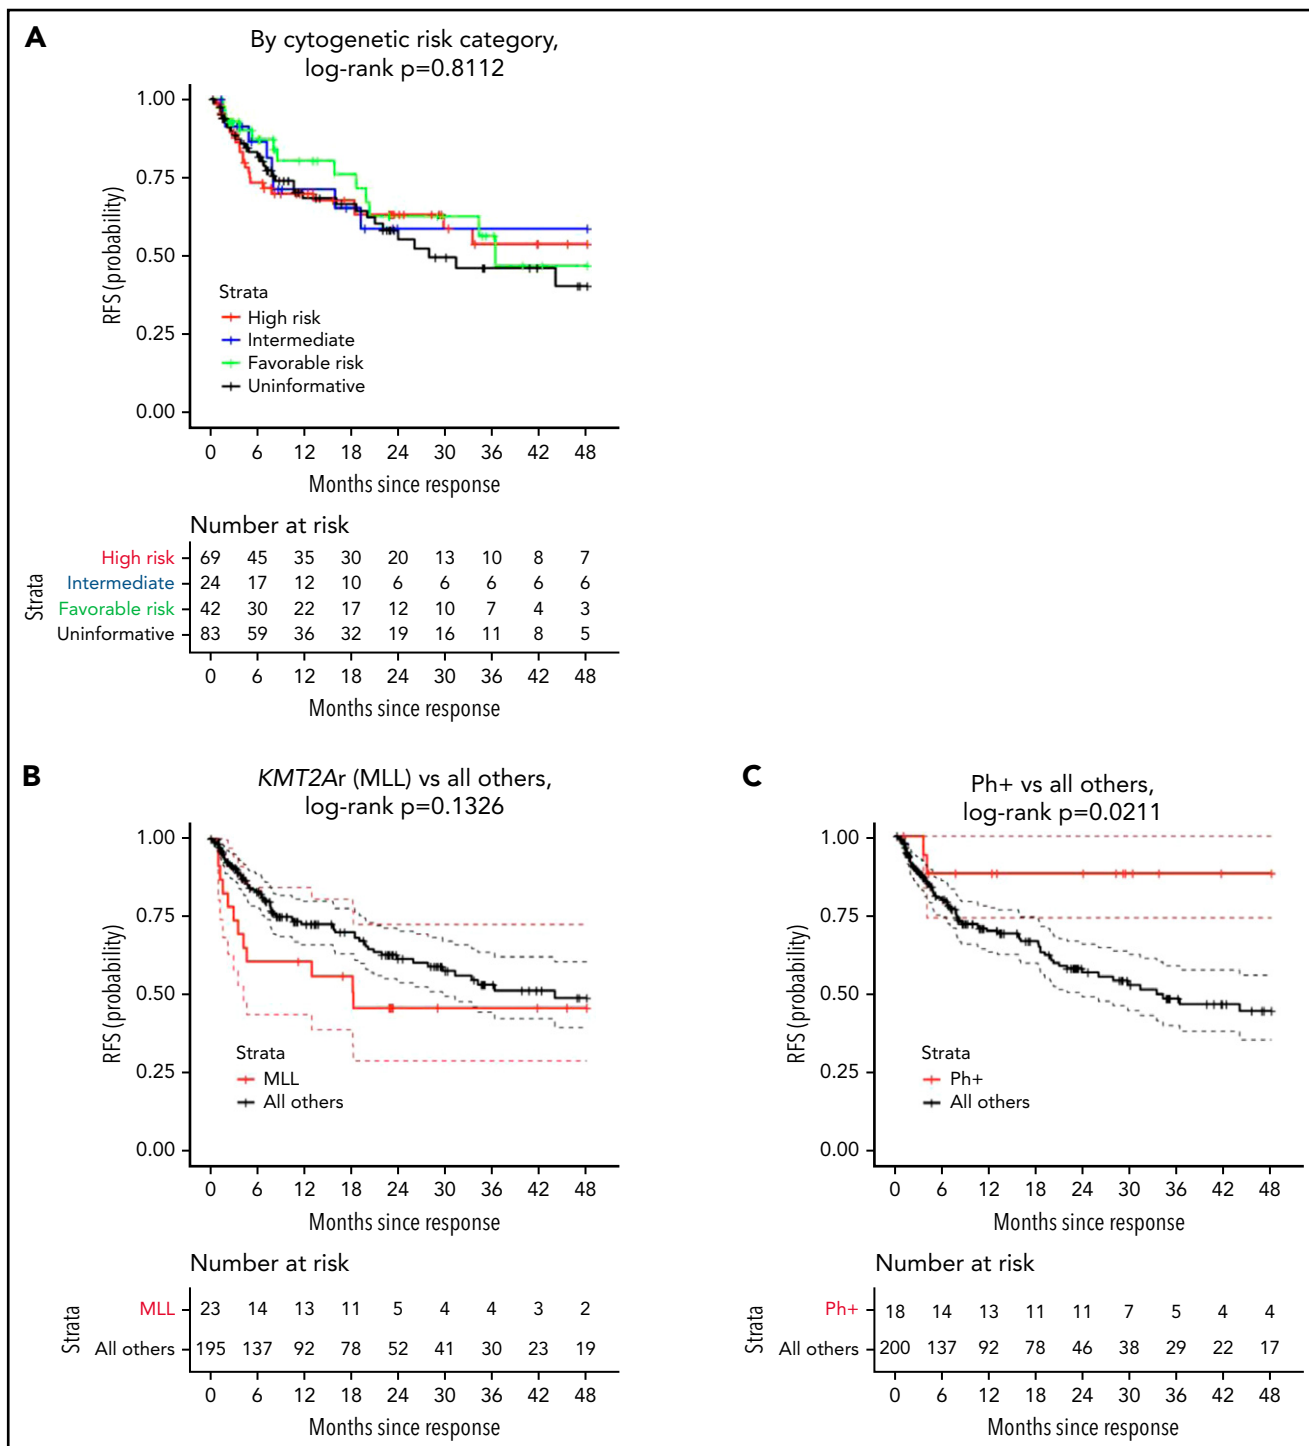 A
By cytogenetic risk category,
log-rank p=0.8112
1.00
0.75
0.50
0.25
0.00
RFS (probability)
Strata
High risk
Intermediate
Favorable risk
Uninformative
0 6 12 18 24 30 36 42 48
Months since response
Number at risk
Strata
High risk 69 45 35 30 20 13 10 8 7
Intermediate 24 17 12 10 6 6 6 6 6
Favorable risk 42 30 22 17 12 10 7 4 3
Uninformative 83 59 36 32 19 16 11 8 5
0 6 12 18 24 30 36 42 48
Months since response
B
KMT2Ar (MLL) vs all others,
log-rank p=0.1326
1.00
0.75
0.50
0.25
0.00
RFS (probability)
Strata
MLL
All others
0 6 12 18 24 30 36 42 48
Months since response
Number at risk
Strata
MLL 23 14 13 11 5 4 4 3 2
All others 195 137 92 78 52 41 30 23 19
0 6 12 18 24 30 36 42 48
Months since response
C
Ph+ vs all others,
log-rank p=0.0211
1.00
0.75
0.50
0.25
0.00
RFS (probability)
Strata
Ph+
All others
0 6 12 18 24 30 36 42 48
Months since response
Number at risk
Strata
Ph+ 18 14 13 11 11 7 5 4 4
All others 200 137 92 78 46 38 29 22 17
0 6 12 18 24 30 36 42 48
Months since response